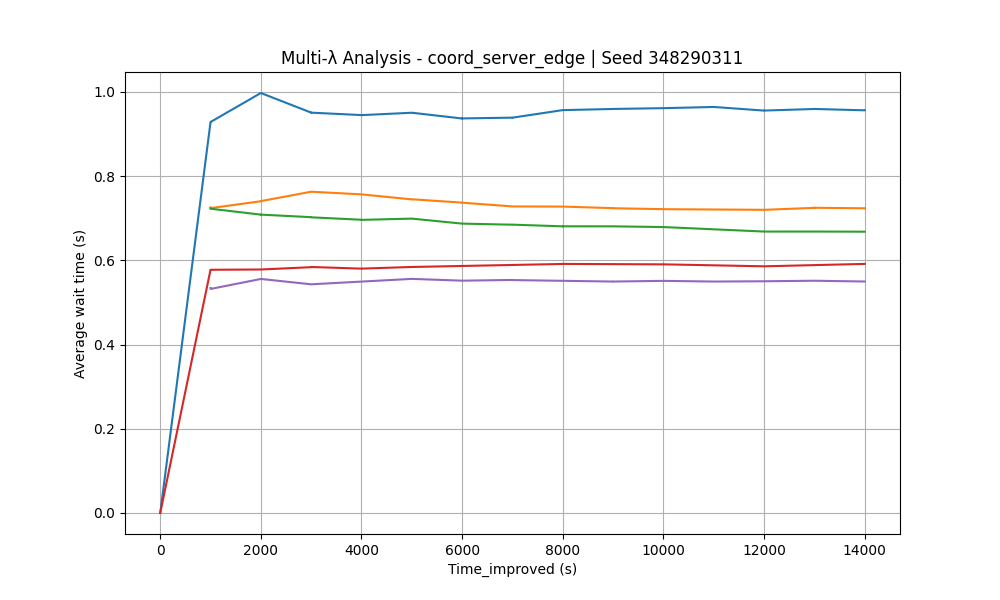 Multi-λ Analysis - coord_server_edge | Seed 348290311
1.0
0.8
0.6
0.4
0.2
0.0
Average wait time (s)
0 2000 4000 6000 8000 10000 12000 14000
Time_improved (s)